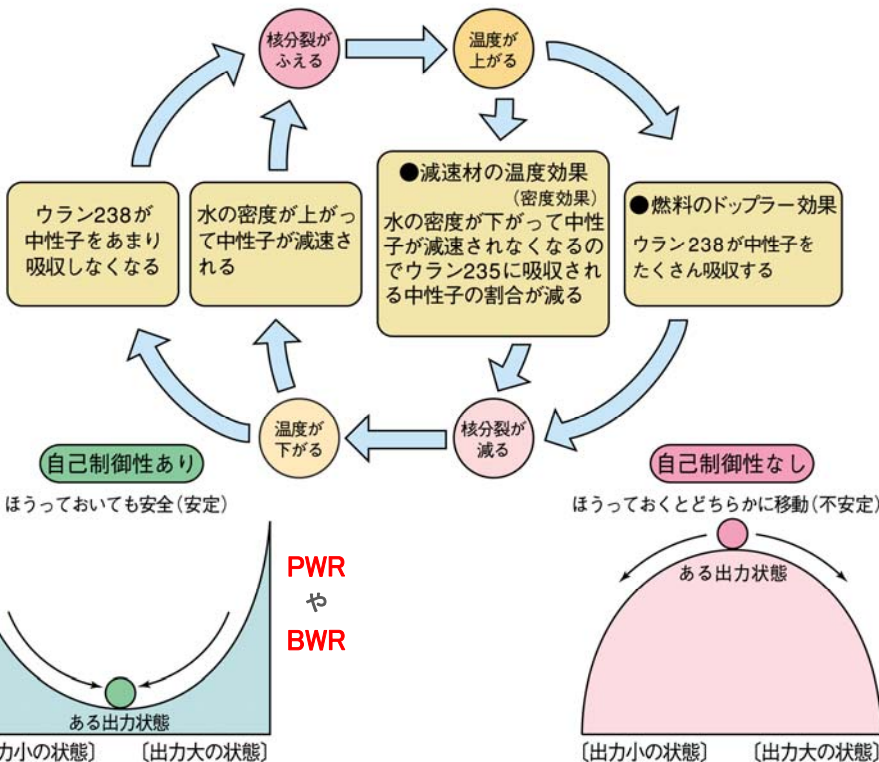 核分裂が
ふえる
温度が
上がる
ウラン238が
中性子をあまり
吸収しなくなる
水の密度が上がっ
て中性子が減速さ
れる
●減速材の温度効果
（密度効果）
水の密度が下がって中性
子が減速されなくなるの
でウラン235に吸収され
る中性子の割合が減る
●燃料のドップラー効果
ウラン238が中性子を
たくさん吸収する
温度が
下がる
核分裂が
減る
自己制御性あり
ほうっておいても安全（安定）
PWR
や
BWR
ある出力状態
力小の状態〕
〔出力大の状態〕
自己制御性なし
ほうっておくとどちらかに移動（不安定）
ある出力状態
〔出力小の状態〕
〔出力大の状態〕